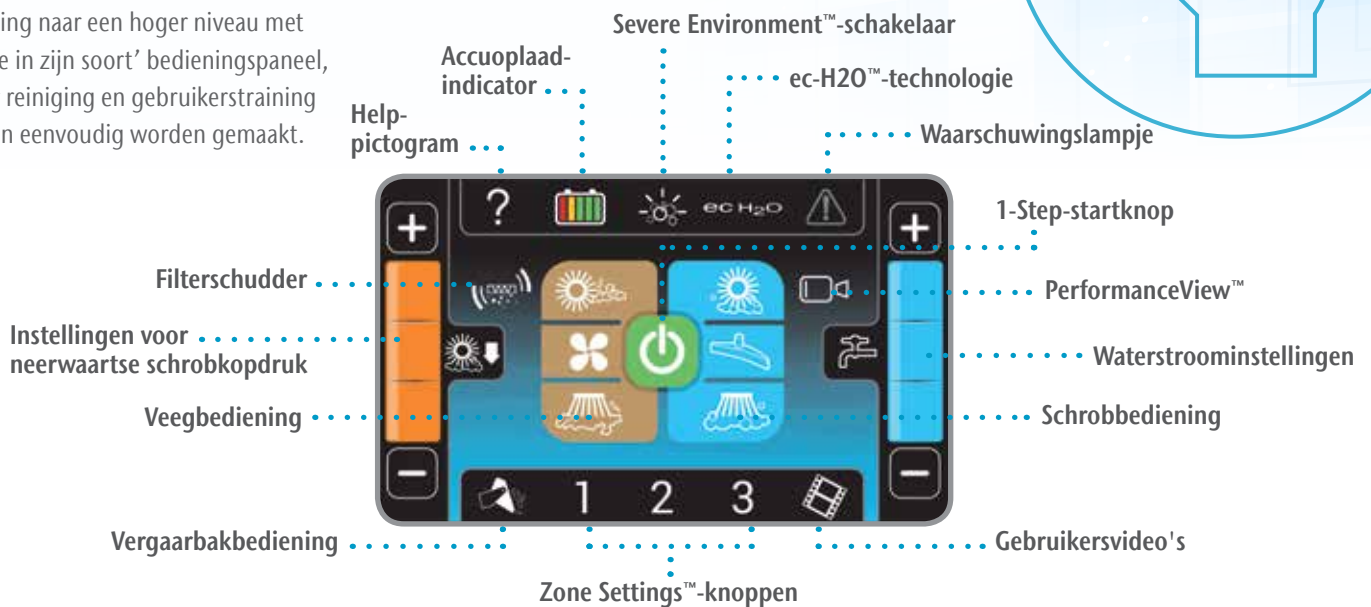 ing naar een hoger niveau met
e in zijn soort’ bedieningspaneel,
reiniging en gebruikerstraining
n eenvoudig worden gemaakt.
Severe Environment™-schakelaar
Accuoplaad-
indicator
ec-H2O™-technologie
Help-
pictogram
Waarschuwingslampje
1-Step-startknop
? ec H2O
+ +
Filterschudder
PerformanceView™
Instellingen voor
neerwaartse schrobkopdruk
Waterstroominstellingen
Veegbediening
Schrobbediening
− −
1 2 3
Vergaarbakbediening
Gebruikersvideo's
Zone Settings™-knoppen